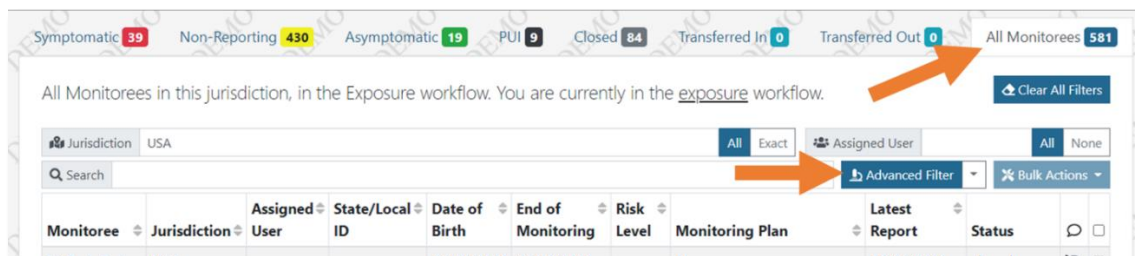 Symptomatic 39 Non-Reporting 430 Asymptomatic 19 PUI 9 Closed 84 Transferred In 0 Transferred Out 0 All Monitorees 581
All Monitorees in this jurisdiction, in the Exposure workflow. You are currently in the exposure workflow. Clear All Filters
Jurisdiction USA All Exact Assigned User All None
Search Advanced Filter Bulk Actions
Assigned State/Local Date of End of Risk Latest
Monitoree Jurisdiction User ID Birth Monitoring Level Monitoring Plan Report Status
DEMO